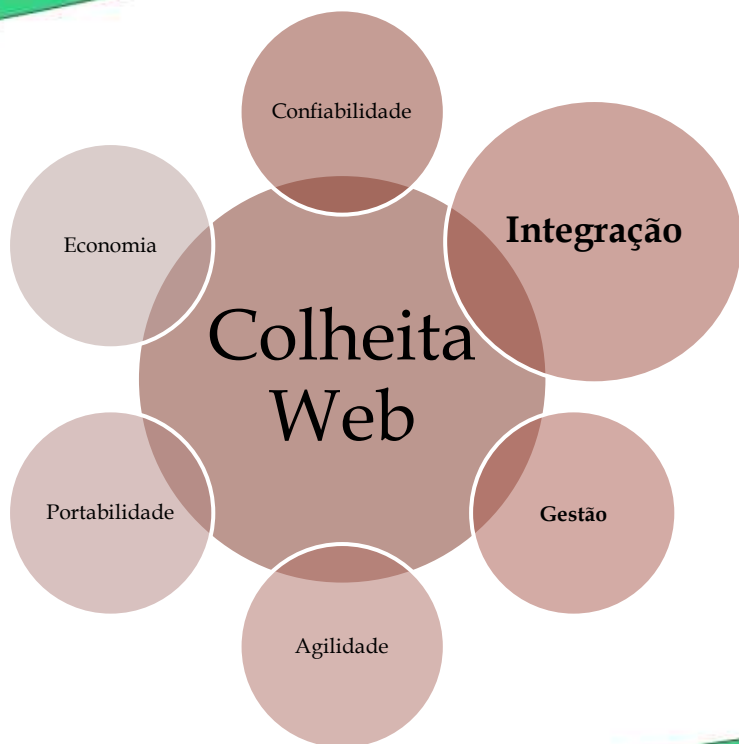 Confiabilidade
Integração
Economia
Colheita
Web
Portabilidade
Gestão
Agilidade